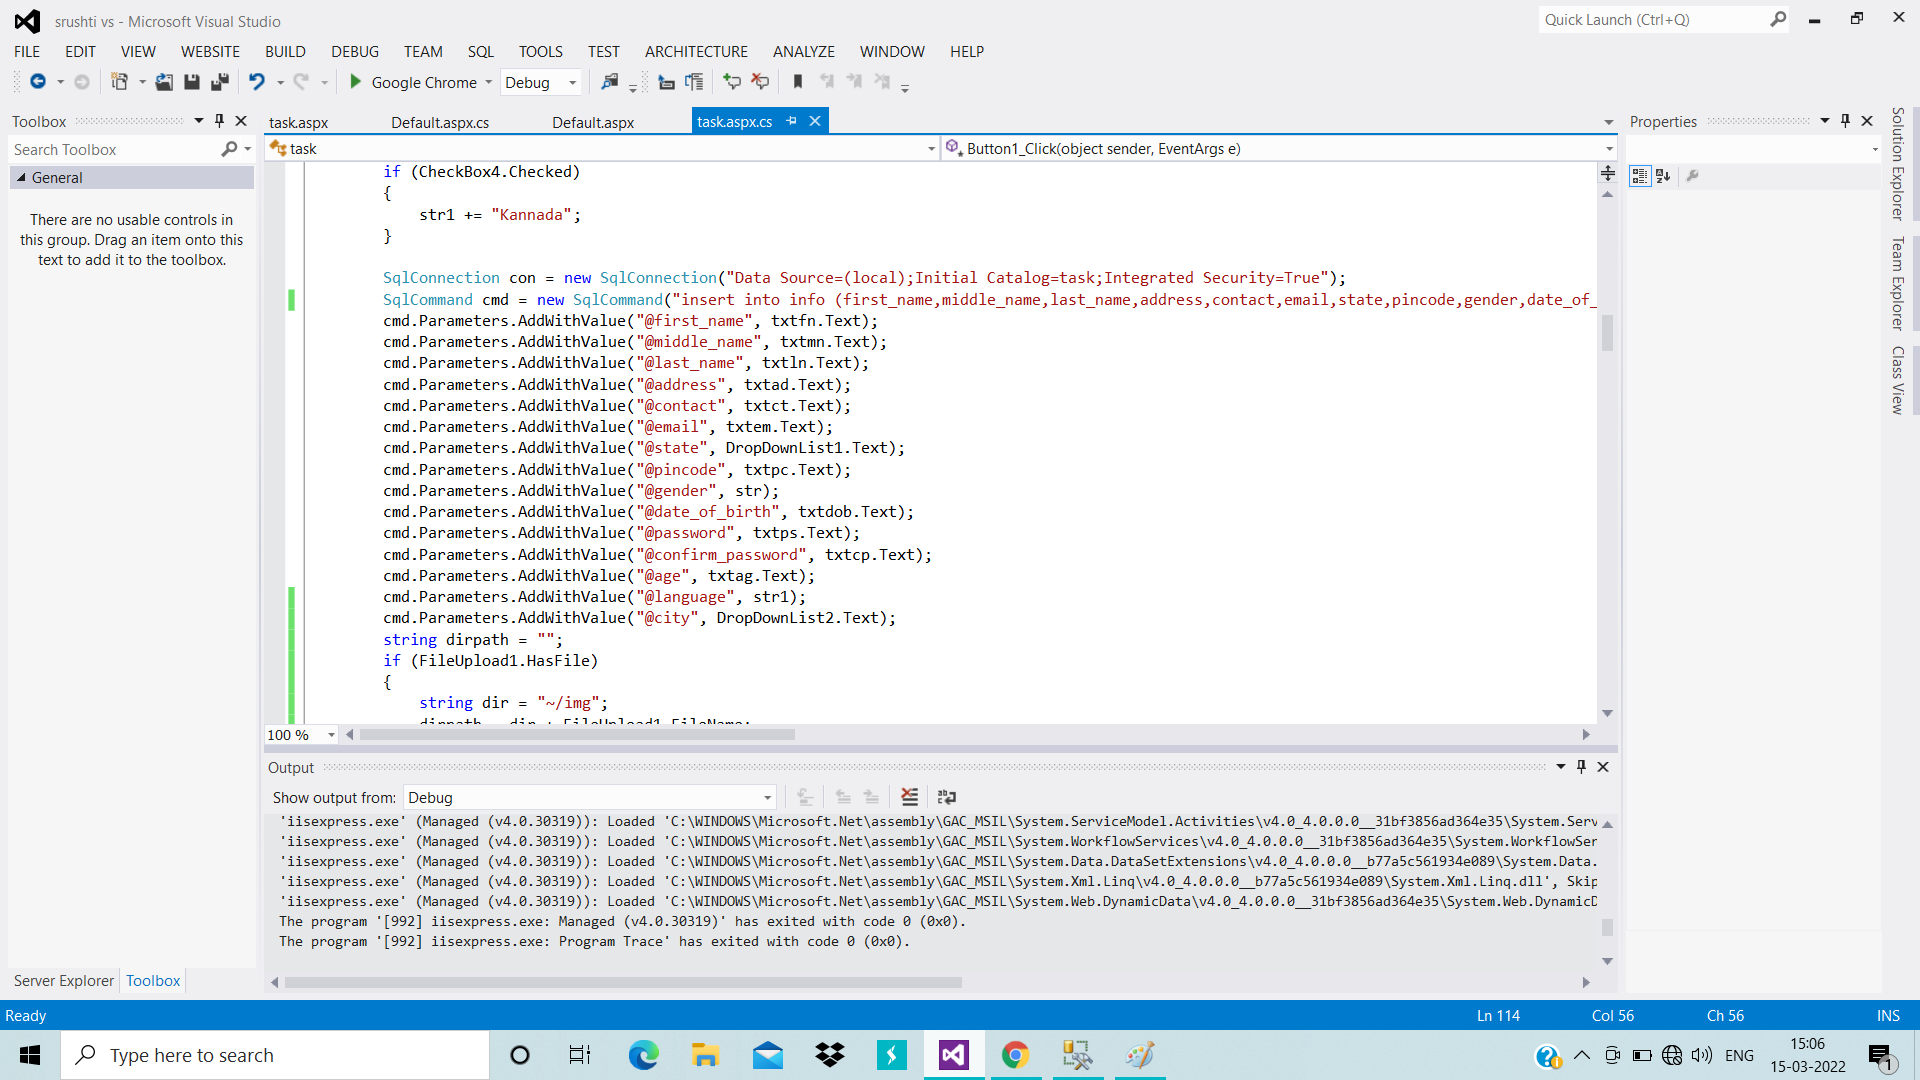 srushti vs - Microsoft Visual Studio
Quick Launch (Ctrl+Q)
FILE EDIT VIEW WEBSITE BUILD DEBUG TEAM SQL TOOLS TEST ARCHITECTURE ANALYZE WINDOW HELP
Google Chrome Debug
Toolbox
Search Toolbox
General
There are no usable controls in
this group. Drag an item onto this
text to add it to the toolbox.
Server Explorer Toolbox
task.aspx Default.aspx.cs Default.aspx task.aspx.cs
task Button1_Click(object sender, EventArgs e)
if (CheckBox4.Checked)
{
str1 += "Kannada";
}
SqlConnection con = new SqlConnection("Data Source=(local);Initial Catalog=task;Integrated Security=True");
SqlCommand cmd = new SqlCommand("insert into info (first_name,middle_name,last_name,address,contact,email,state,pincode,gender,date_of_
cmd.Parameters.AddWithValue("@first_name", txtfn.Text);
cmd.Parameters.AddWithValue("@middle_name", txtmn.Text);
cmd.Parameters.AddWithValue("@last_name", txtln.Text);
cmd.Parameters.AddWithValue("@address", txtad.Text);
cmd.Parameters.AddWithValue("@contact", txtct.Text);
cmd.Parameters.AddWithValue("@email", txtem.Text);
cmd.Parameters.AddWithValue("@state", DropDownList1.Text);
cmd.Parameters.AddWithValue("@pincode", txtpc.Text);
cmd.Parameters.AddWithValue("@gender", str);
cmd.Parameters.AddWithValue("@date_of_birth", txtdob.Text);
cmd.Parameters.AddWithValue("@password", txtps.Text);
cmd.Parameters.AddWithValue("@confirm_password", txtcp.Text);
cmd.Parameters.AddWithValue("@age", txtag.Text);
cmd.Parameters.AddWithValue("@language", str1);
cmd.Parameters.AddWithValue("@city", DropDownList2.Text);
string dirpath = "";
if (FileUpload1.HasFile)
{
string dir = "~/img";
dirpath = dir + FileUpload1.FileName;
100 %
Output
Show output from: Debug
'iisexpress.exe' (Managed (v4.0.30319)): Loaded 'C:\WINDOWS\Microsoft.Net\assembly\GAC_MSIL\System.ServiceModel.Activities\v4.0_4.0.0.0__31bf3856ad364e35\System.Serv
'iisexpress.exe' (Managed (v4.0.30319)): Loaded 'C:\WINDOWS\Microsoft.Net\assembly\GAC_MSIL\System.WorkflowServices\v4.0_4.0.0.0__31bf3856ad364e35\System.WorkflowSer
'iisexpress.exe' (Managed (v4.0.30319)): Loaded 'C:\WINDOWS\Microsoft.Net\assembly\GAC_MSIL\System.Data.DataSetExtensions\v4.0_4.0.0.0__b77a5c561934e089\System.Data.
'iisexpress.exe' (Managed (v4.0.30319)): Loaded 'C:\WINDOWS\Microsoft.Net\assembly\GAC_MSIL\System.Xml.Linq\v4.0_4.0.0.0__b77a5c561934e089\System.Xml.Linq.dll', Skip
'iisexpress.exe' (Managed (v4.0.30319)): Loaded 'C:\WINDOWS\Microsoft.Net\assembly\GAC_MSIL\System.Web.DynamicData\v4.0_4.0.0.0__31bf3856ad364e35\System.Web.DynamicD
The program '[992] iisexpress.exe: Managed (v4.0.30319)' has exited with code 0 (0x0).
The program '[992] iisexpress.exe: Program Trace' has exited with code 0 (0x0).
Properties
Solution Explorer
Team Explorer
Class View
Ready Ln 114 Col 56 Ch 56 INS
Type here to search
ENG
15:06
15-03-2022
1